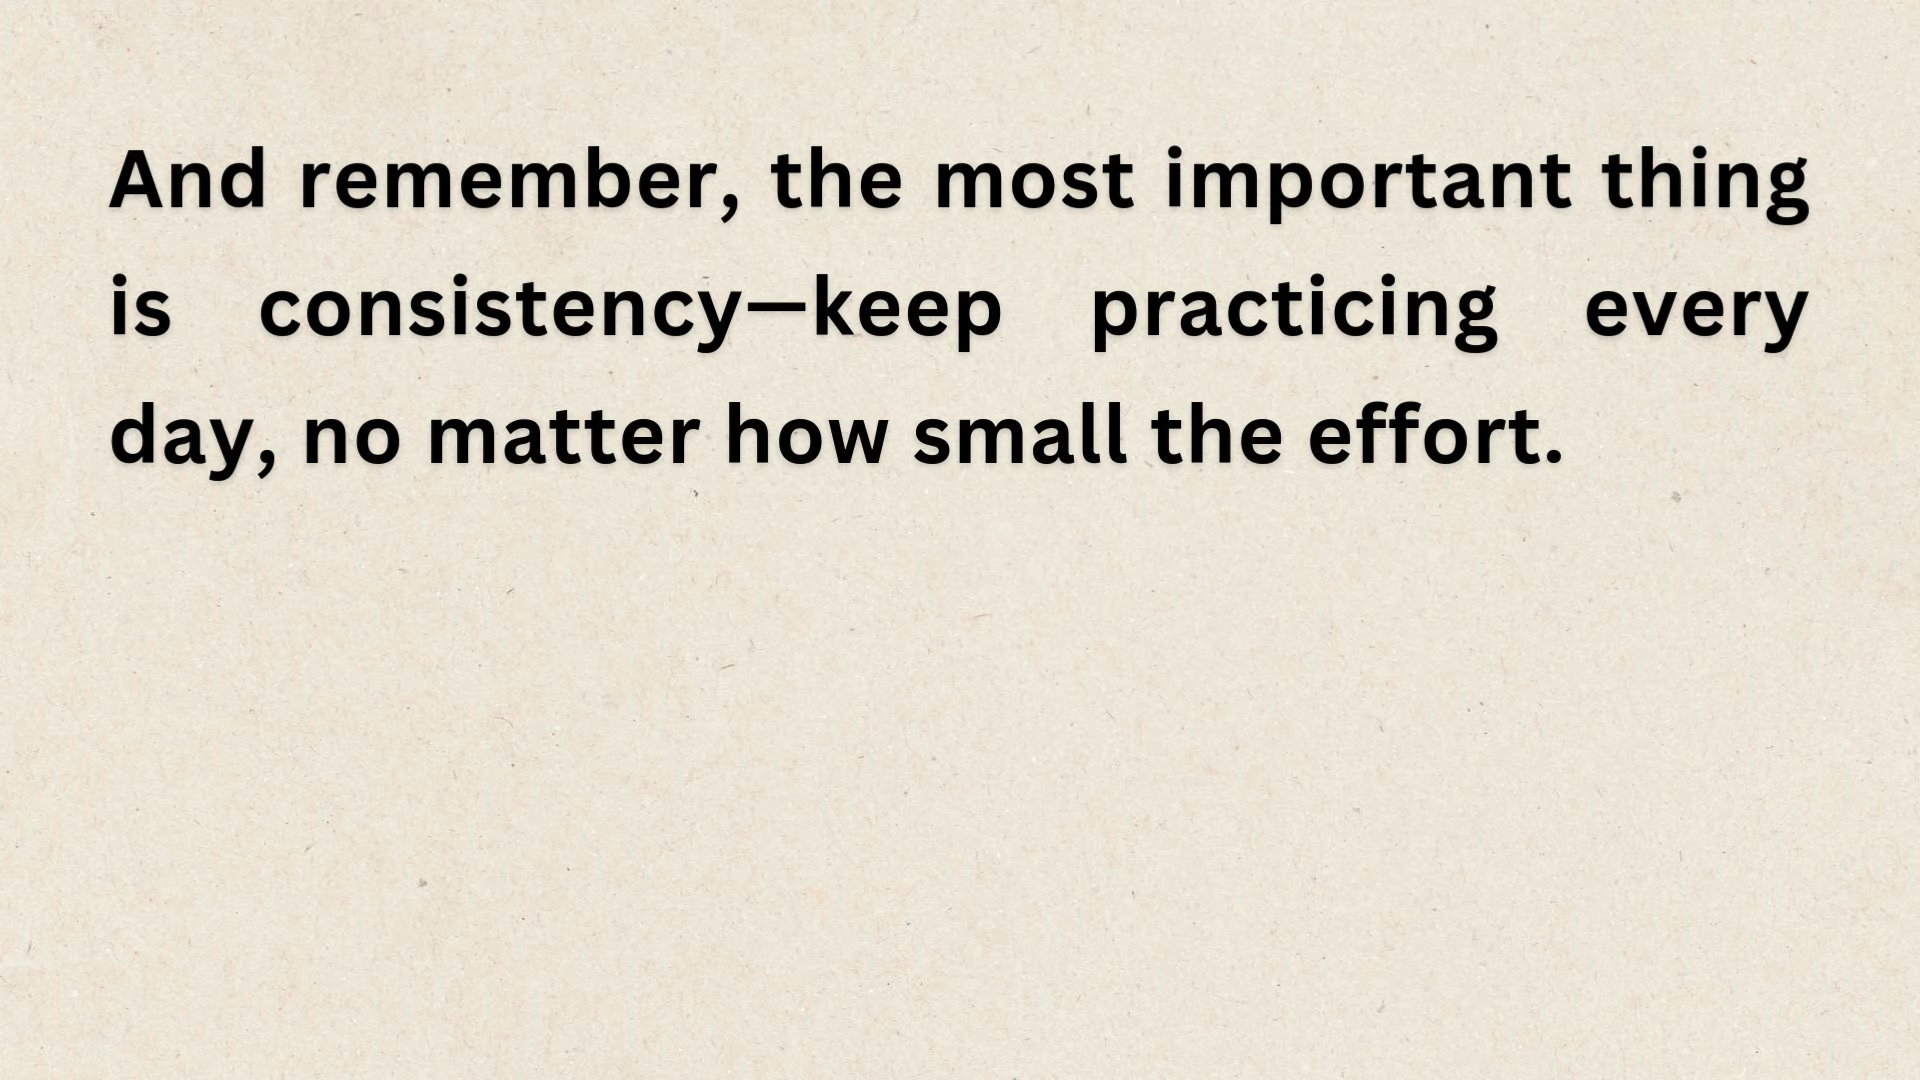 And remember, the most important thing
is consistency—keep practicing every
day, no matter how small the effort.